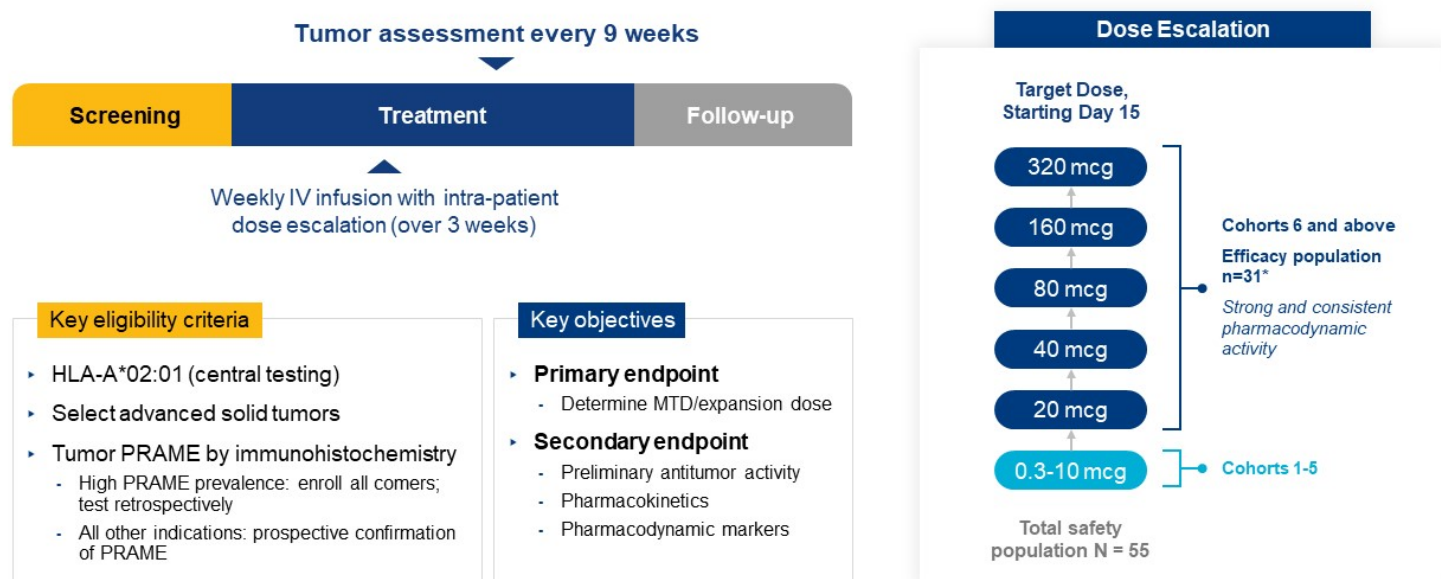 Tumor assessment every 9 weeks
Screening
Treatment
Follow-up
Weekly IV infusion with intra-patient
dose escalation (over 3 weeks)
Key eligibility criteria
‣ HLA-A*02:01 (central testing)
‣ Select advanced solid tumors
‣ Tumor PRAME by immunohistochemistry
- High PRAME prevalence: enroll all comers;
test retrospectively
- All other indications: prospective confirmation
of PRAME
Key objectives
‣ Primary endpoint
- Determine MTD/expansion dose
‣ Secondary endpoint
- Preliminary antitumor activity
- Pharmacokinetics
- Pharmacodynamic markers
Dose Escalation
Target Dose,
Starting Day 15
320 mcg
160 mcg
80 mcg
40 mcg
20 mcg
0.3-10 mcg
Cohorts 6 and above
Efficacy population
n=31*
Strong and consistent
pharmacodynamic
activity
Cohorts 1-5
Total safety
population N = 55